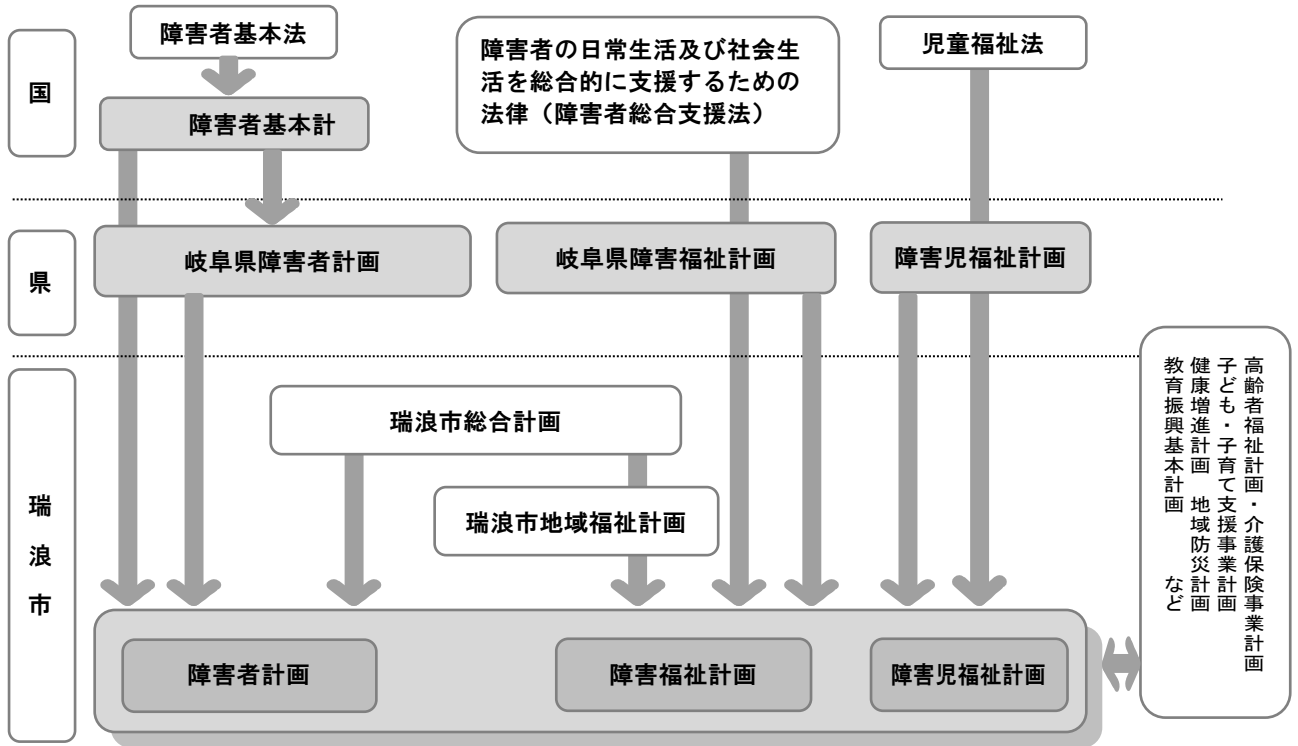 国
障害者基本法
障害者基本計
障害者の日常生活及び社会生
活を総合的に支援するための
法律（障害者総合支援法）
児童福祉法
県
岐阜県障害者計画
岐阜県障害福祉計画
障害児福祉計画
瑞浪市
瑞浪市総合計画
瑞浪市地域福祉計画
障害者計画
障害福祉計画
障害児福祉計画
高齢者福祉計画・介護保険事業計画
子ども・子育て支援事業計画
健康増進計画　地域防災計画
教育振興基本計画　　など